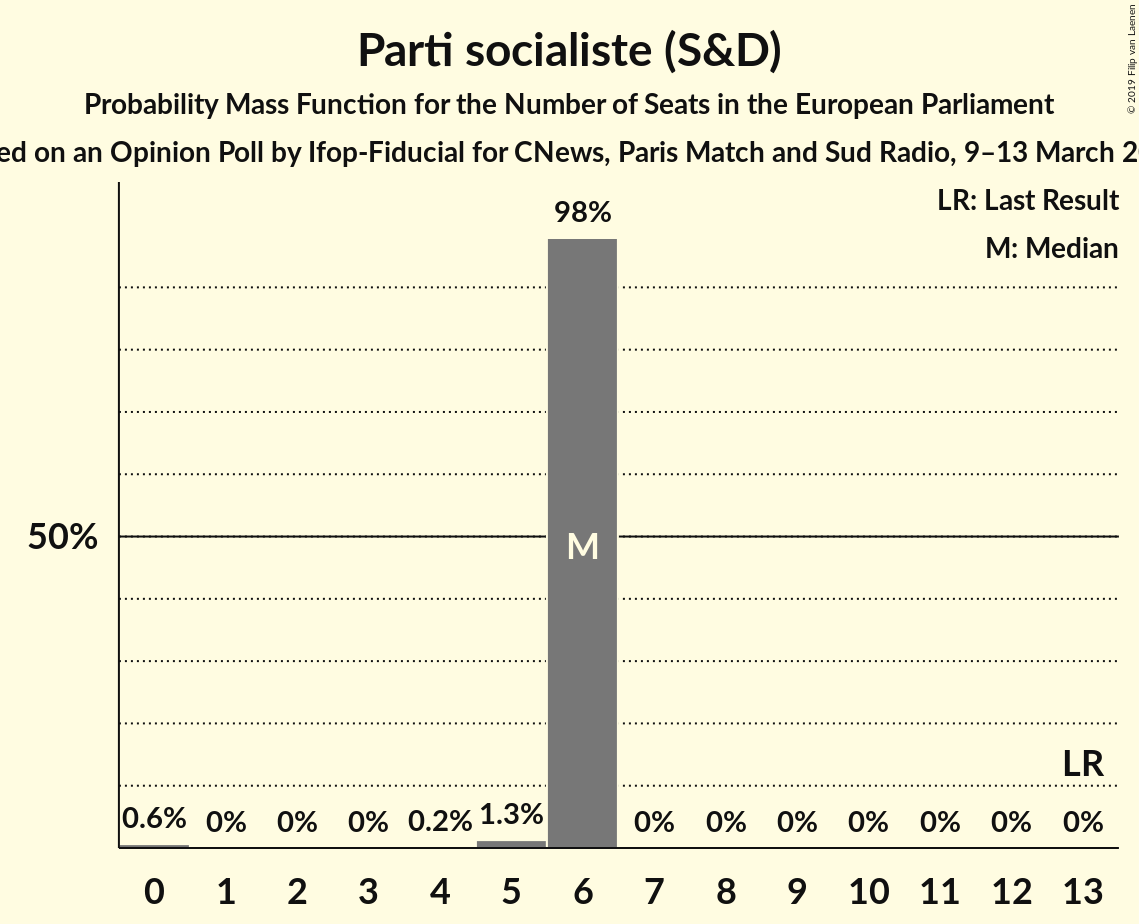 Parti socialiste (S&D)
Probability Mass Function for the Number of Seats in the European Parliament
on an Opinion Poll by Ifop-Fiducial for CNews, Paris Match and Sud Radio, 9–13 March
© 2019 Filip van Laenen
LR: Last Result
M: Median
98%
50%
M
LR
0.6% 0% 0% 0% 0.2% 1.3% 0% 0% 0% 0% 0% 0% 0%
0 1 2 3 4 5 6 7 8 9 10 11 12 13